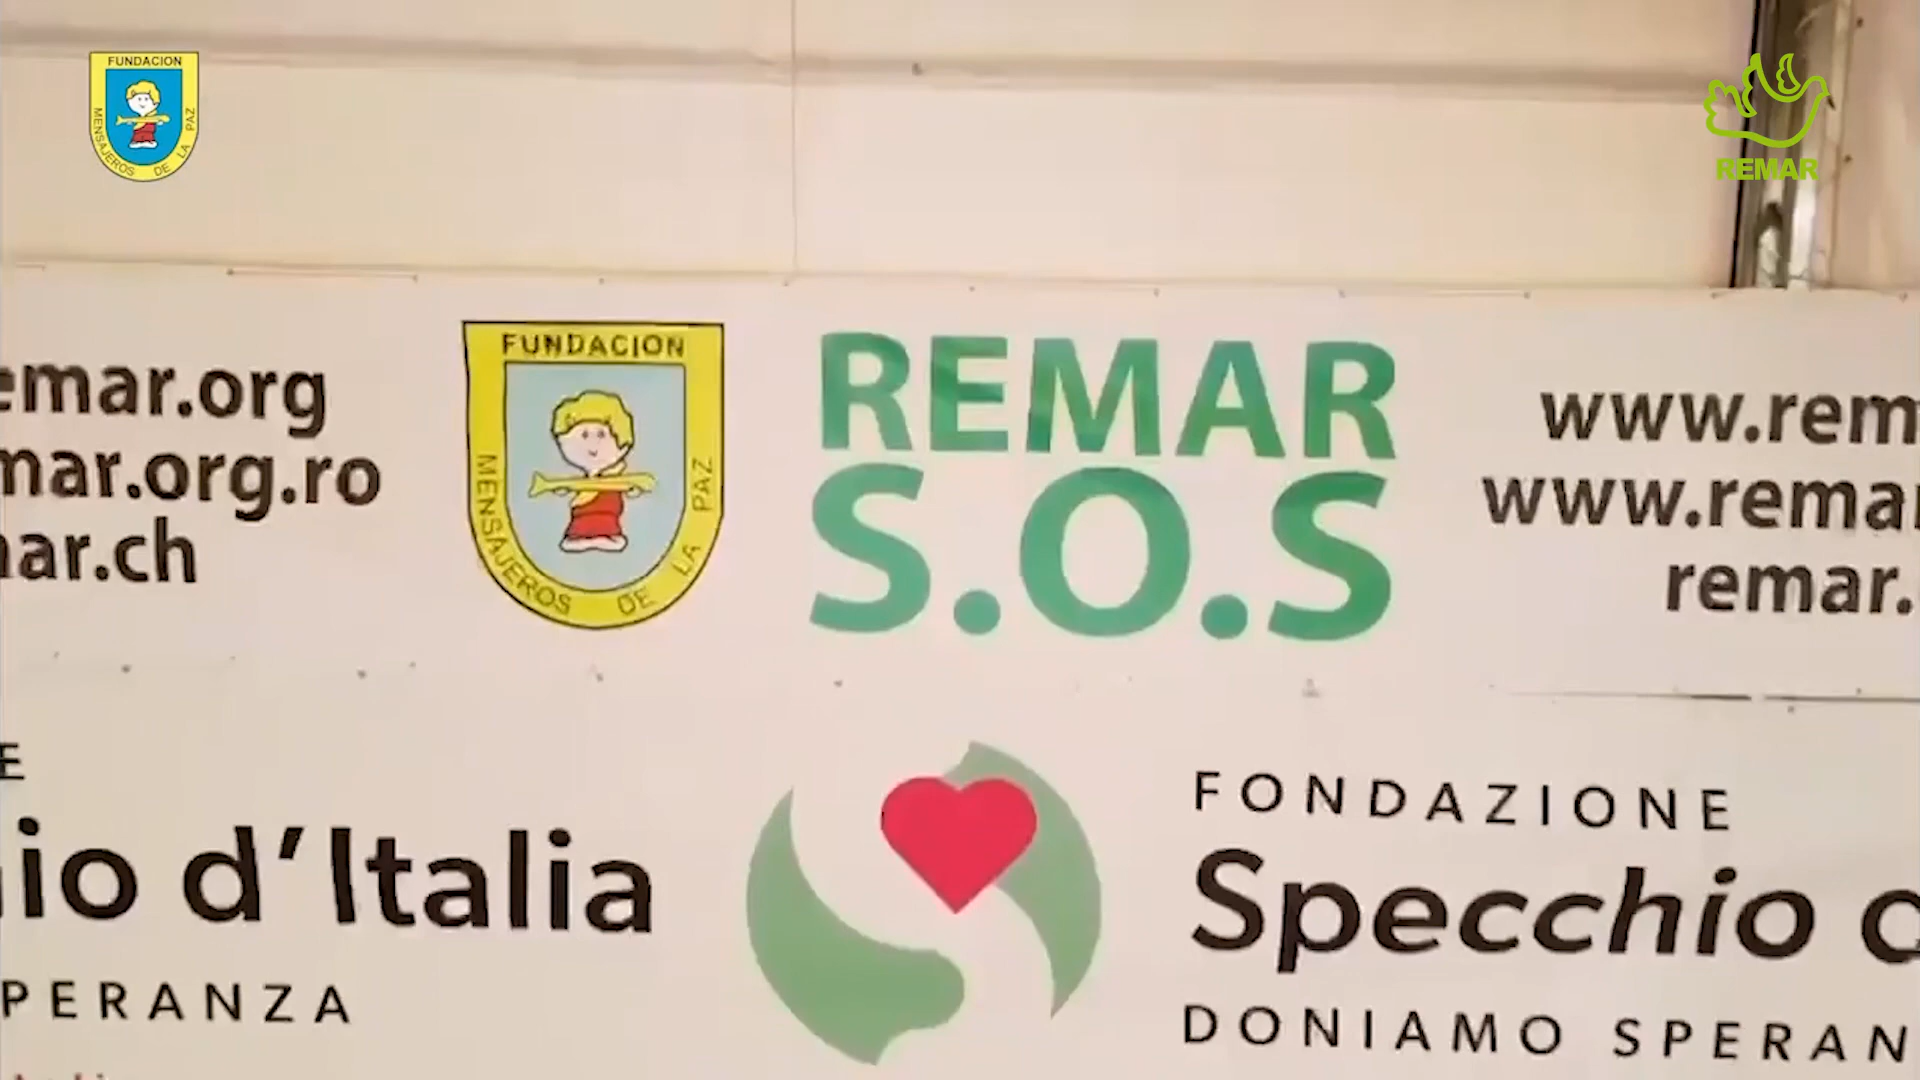 FUNDACION
MENSAJEROS DE LA PAZ
REMAR
emar.org
mar.org.ro
mar.ch
FUNDACION
MENSAJEROS DE LA PAZ
REMAR
S.O.S
www.rem
www.remar
remar.
E
io d'Italia
PERANZA
FONDAZIONE
Specchio d
DONIAMO SPERAN